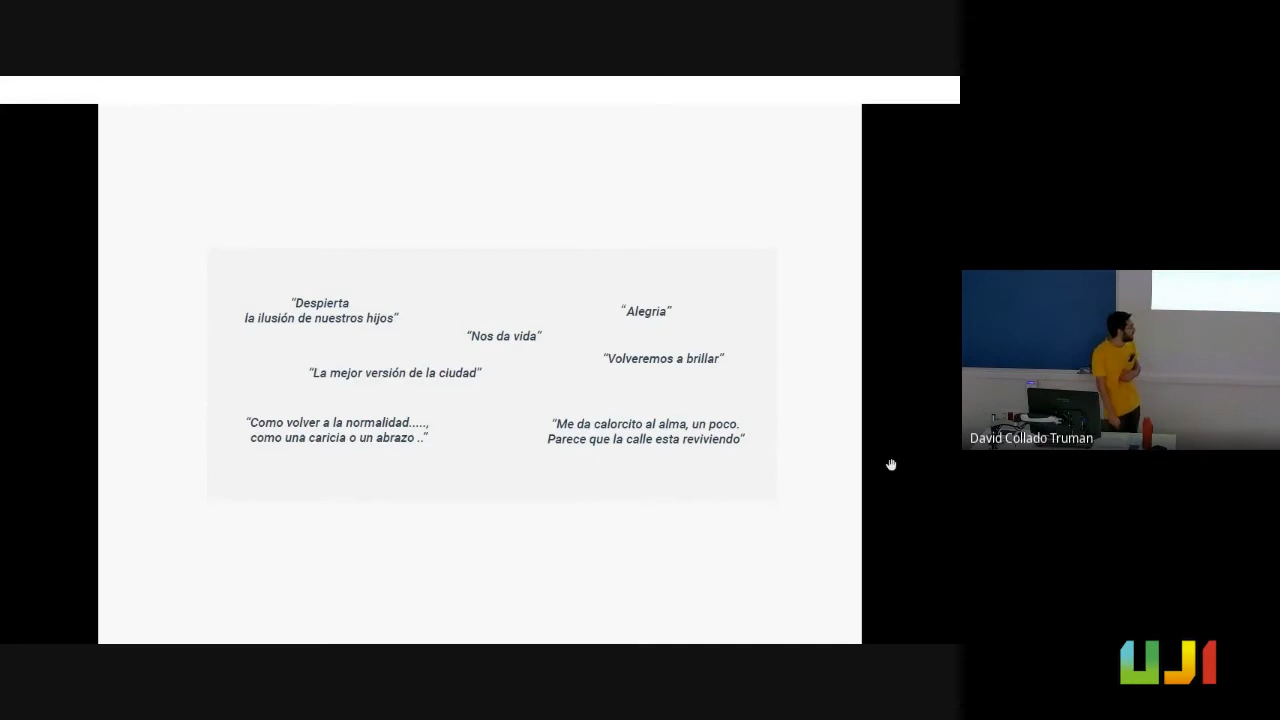 “Despierta
la ilusión de nuestros hijos”
“Alegria”
“Nos da vida“
“Volveremos a brillar”
“La mejor versión de la ciudad”
“Como volver a la normalidad.....,
como una caricia o un abrazo ..”
“Me da calorcito al alma, un poco.
Parece que la calle esta reviviendo”
David Collado Truman
UJI